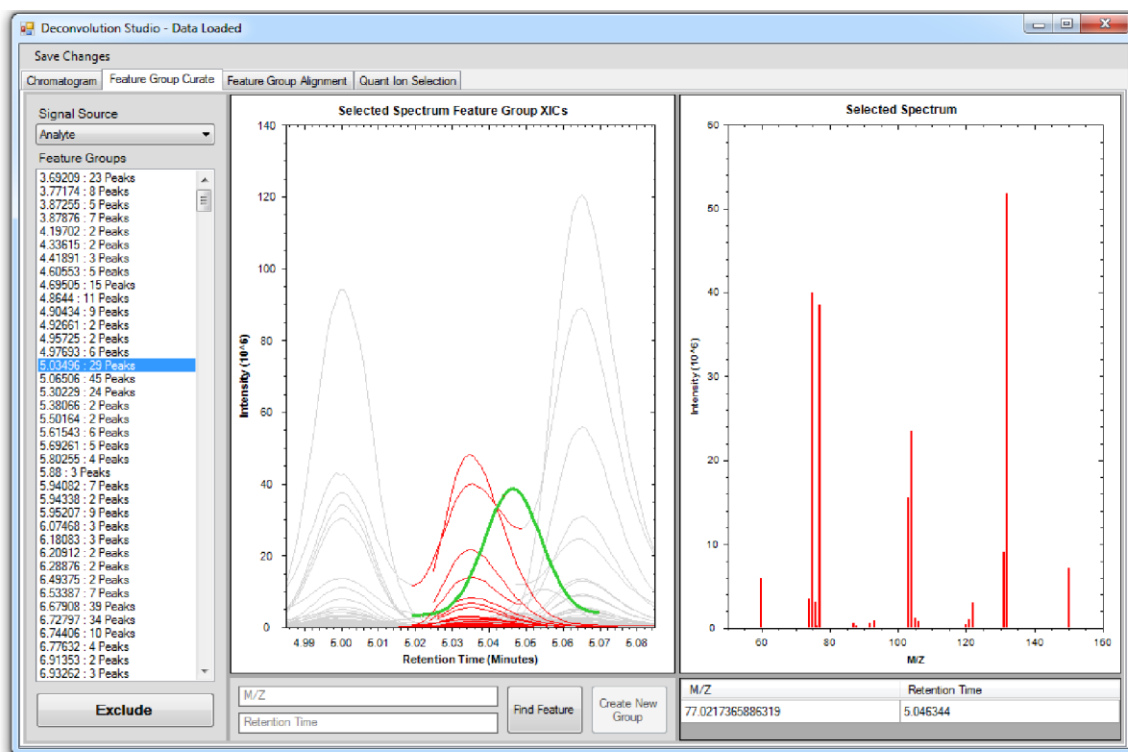 Deconvolution Studio - Data Loaded
Save Changes
Chromatogram Feature Group Curate Feature Group Alignment Quant Ion Selection
Signal Source
Analyte
Feature Groups
3.69209 : 23 Peaks
3.77174 : 8 Peaks
3.87255 : 5 Peaks
3.87876 : 7 Peaks
4.19702 : 2 Peaks
4.33615 : 2 Peaks
4.41891 : 3 Peaks
4.60553 : 5 Peaks
4.69505 : 15 Peaks
4.8644 : 11 Peaks
4.90434 : 9 Peaks
4.92661 : 2 Peaks
4.95725 : 2 Peaks
4.97693 : 6 Peaks
5.03496 : 29 Peaks
5.06506 : 45 Peaks
5.30229 : 24 Peaks
5.38066 : 2 Peaks
5.50164 : 2 Peaks
5.61543 : 6 Peaks
5.69261 : 5 Peaks
5.80255 : 4 Peaks
5.88 : 3 Peaks
5.94082 : 7 Peaks
5.94338 : 2 Peaks
5.95207 : 9 Peaks
6.07468 : 3 Peaks
6.18083 : 3 Peaks
6.20912 : 2 Peaks
6.28876 : 2 Peaks
6.49375 : 2 Peaks
6.53387 : 7 Peaks
6.67908 : 39 Peaks
6.72797 : 34 Peaks
6.74406 : 10 Peaks
6.77632 : 4 Peaks
6.91353 : 2 Peaks
6.93262 : 3 Peaks
Exclude
Selected Spectrum Feature Group XICs
140
120
100
80
60
40
20
0
Intensity (10^6)
4.99 5.00 5.01 5.02 5.03 5.04 5.05 5.06 5.07 5.08
Retention Time (Minutes)
M/Z
Retention Time
Find Feature
Create New
Group
Selected Spectrum
60
50
40
30
20
10
0
Intensity (10^6)
60 80 100 120 140 160
M/Z
M/Z Retention Time
77.0217365886319 5.046344